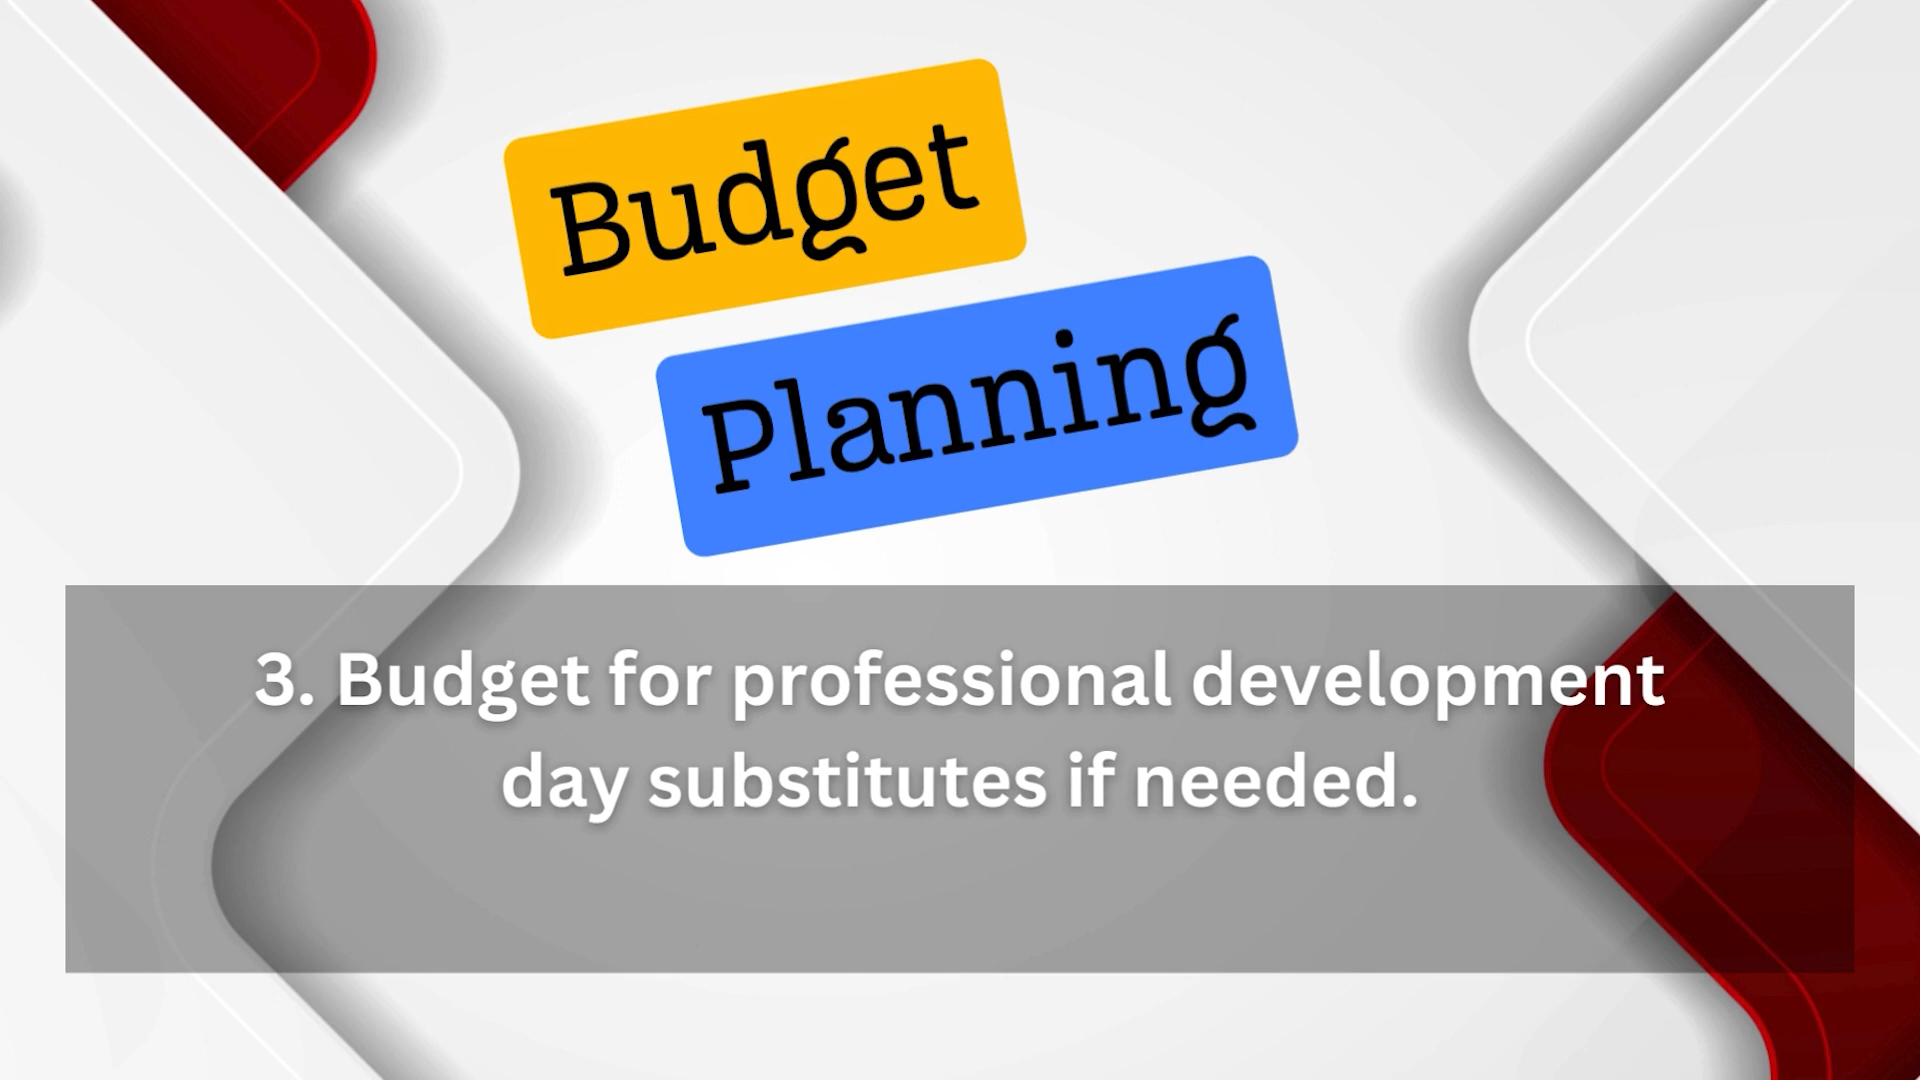 Budget
Planning
3. Budget for professional development
day substitutes if needed.